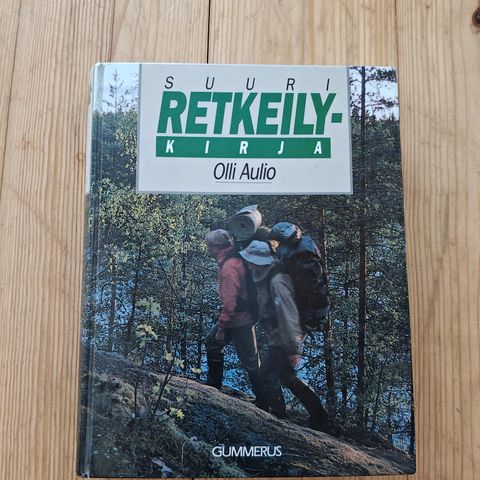 SUURI
RETKEILY-
KIRJA
Olli Aulio
GUMMERUS